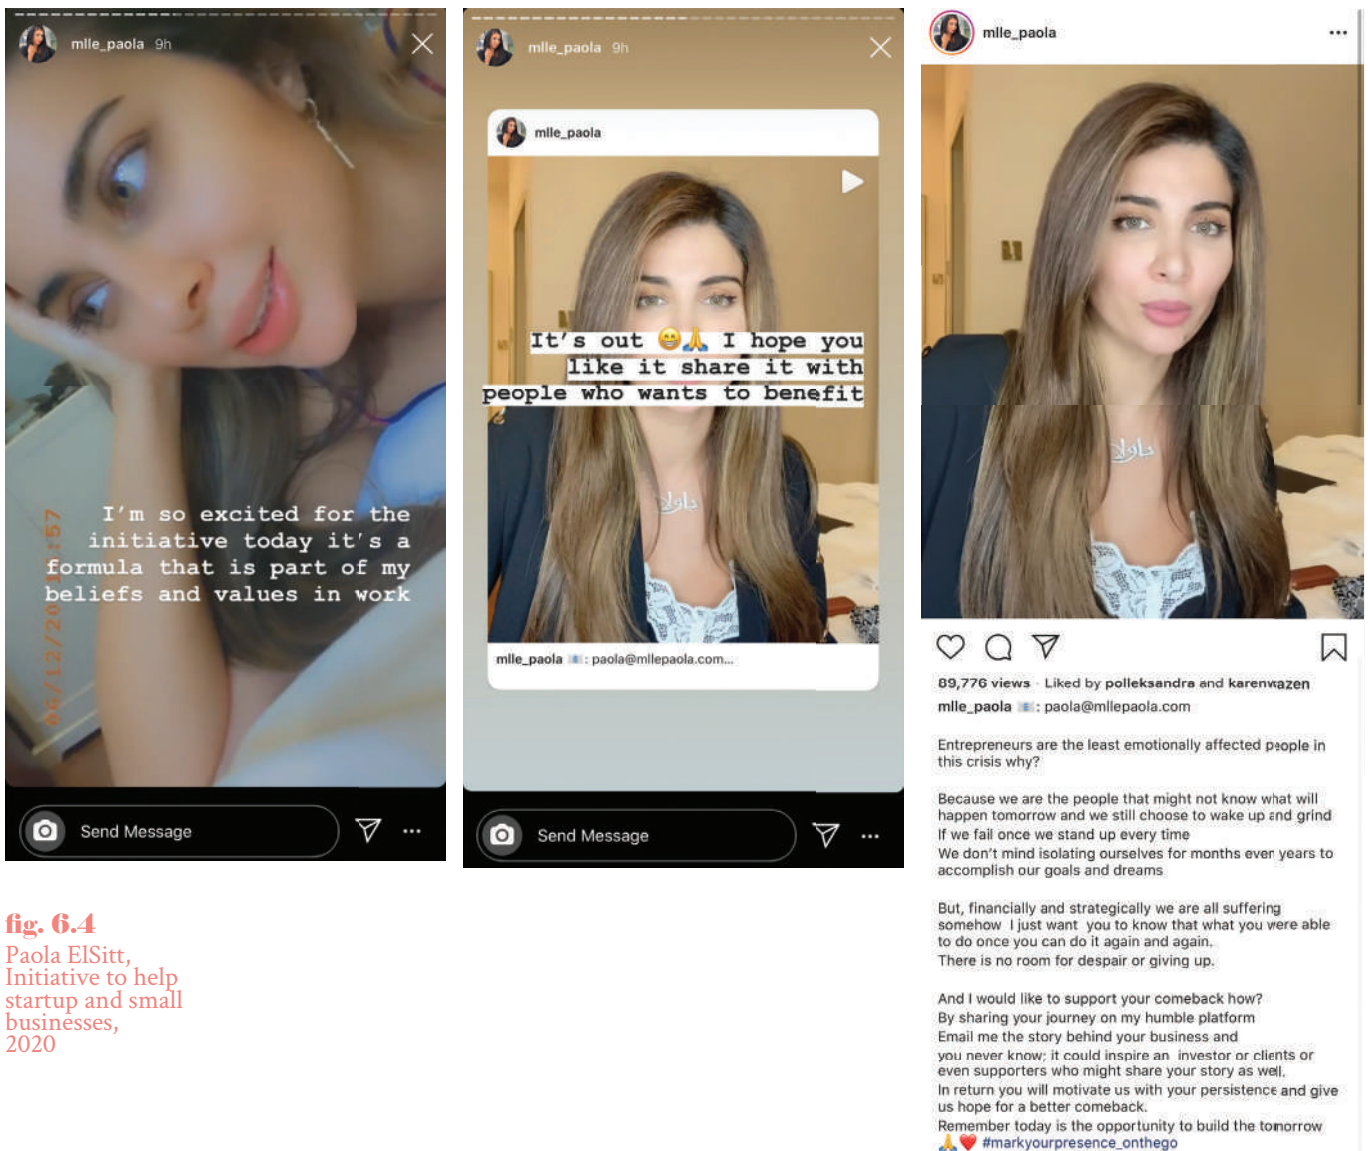 mlle_paola 9h
I'm so excited for the
initiative today it's a
formula that is part of my
beliefs and values in work
Send Message
mlle_paola 9h
mlle_paola
It's out 😁🙏 I hope you
like it share it with
people who wants to benefit
باولا
mlle_paola 📧: paola@mllepaola.com...
Send Message
mlle_paola
باولا
89,776 views · Liked by polleksandra and karenwazen
mlle_paola 📧: paola@mllepaola.com
Entrepreneurs are the least emotionally affected people in
this crisis why?
Because we are the people that might not know what will
happen tomorrow and we still choose to wake up and grind
If we fail once we stand up every time
We don't mind isolating ourselves for months even years to
accomplish our goals and dreams
But, financially and strategically we are all suffering
somehow I just want you to know that what you were able
to do once you can do it again and again.
There is no room for despair or giving up.
And I would like to support your comeback how?
By sharing your journey on my humble platform
Email me the story behind your business and
you never know; it could inspire an investor or clients or
even supporters who might share your story as well.
In return you will motivate us with your persistence and give
us hope for a better comeback.
Remember today is the opportunity to build the tomorrow
🙏❤️ #markyourpresence_onthego
fig. 6.4
Paola ElSitt,
Initiative to help
startup and small
businesses,
2020